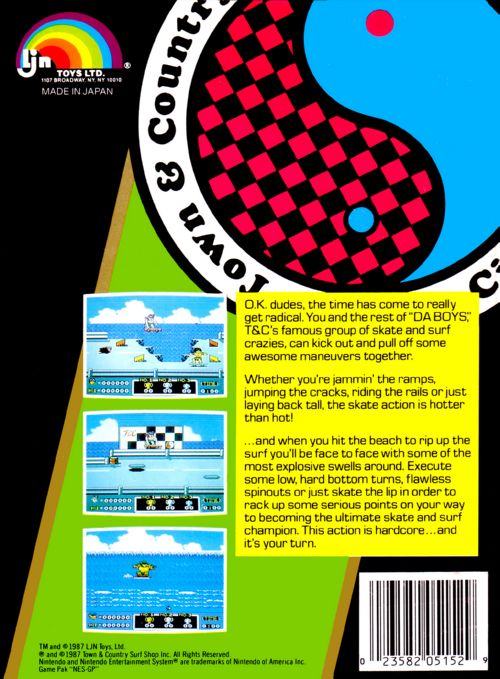 LJN
TOYS LTD.
®
1107 BROADWAY, NY, NY 10010
MADE IN JAPAN
Town & Country
O.K. dudes, the time has come to really
get radical. You and the rest of "DA BOYS,"
T&C's famous group of skate and surf
crazies, can kick out and pull off some
awesome maneuvers together.
Whether you're jammin' the ramps,
jumping the cracks, riding the rails or just
laying back tall, the skate action is hotter
than hot!
...and when you hit the beach to rip up the
surf you'll be face to face with some of the
most explosive swells around. Execute
some low, hard bottom turns, flawless
spinouts or just skate the lip in order to
rack up some serious points on your way
to becoming the ultimate skate and surf
champion. This action is hardcore...and
it's your turn.
TM and © 1987 LJN Toys, Ltd.
® and © 1987 Town & Country Surf Shop Inc. All Rights Reserved
Nintendo and Nintendo Entertainment System® are trademarks of Nintendo of America Inc.
Game Pak "NES-GP"
0 23582 05152 9